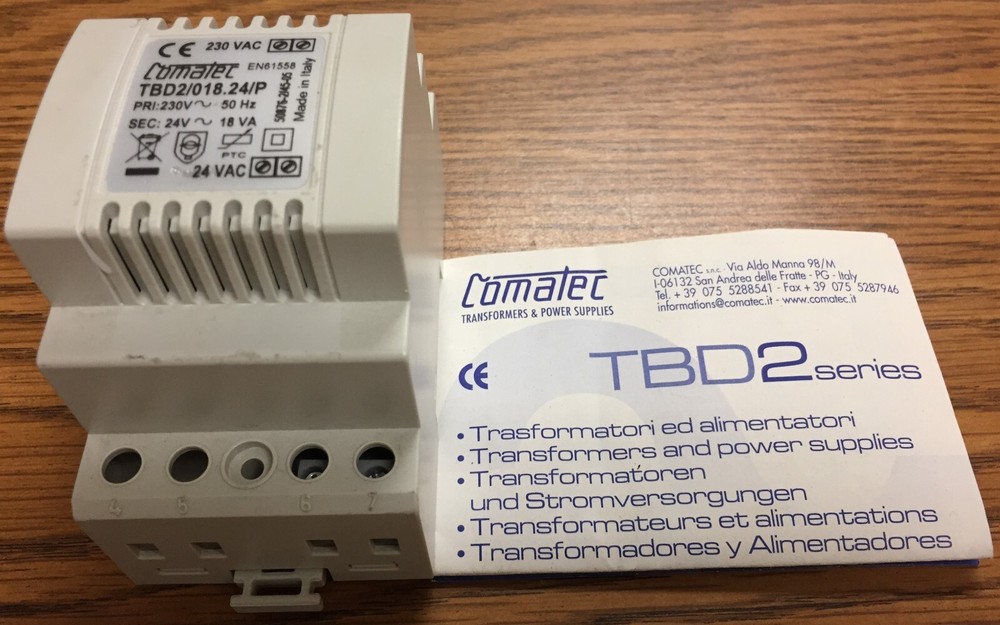 CE 230 VAC
Comatec EN61558
TBD2/018.24/P
PRI:230V~ 50 Hz
SEC: 24V~ 18 VA
PTC
24 VAC
Made in Italy
4 5 6 7
Comatec
TRANSFORMERS & POWER SUPPLIES
COMATEC s.n.c. - Via Aldo Manna 98/M
I-06132 San Andrea delle Fratte - PG - Italy
Tel. + 39 075 5288541 - Fax + 39 075 5287946
informations@comatec.it - www.comatec.it
CE
TBD2series
• Trasformatori ed alimentatori
• Transformers and power supplies
• Transformatoren
und Stromversorgungen
• Transformateurs et alimentations
• Transformadores y Alimentadores